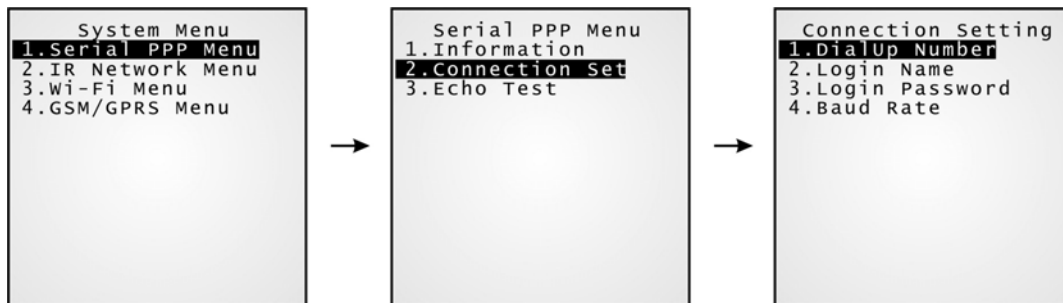 System Menu
1.Serial PPP Menu
2.IR Network Menu
3.Wi-Fi Menu
4.GSM/GPRS Menu
Serial PPP Menu
1.Information
2.Connection Set
3.Echo Test
Connection Setting
1.DialUp Number
2.Login Name
3.Login Password
4.Baud Rate